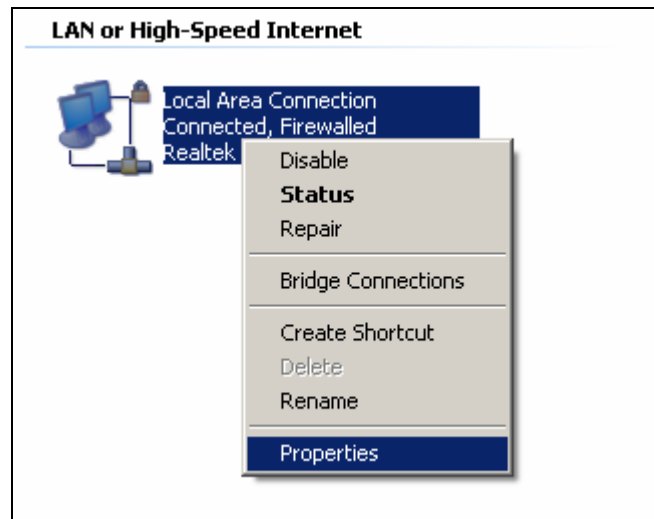 LAN or High-Speed Internet
Local Area Connection
Connected, Firewalled
Realtek
Disable
Status
Repair
Bridge Connections
Create Shortcut
Delete
Rename
Properties